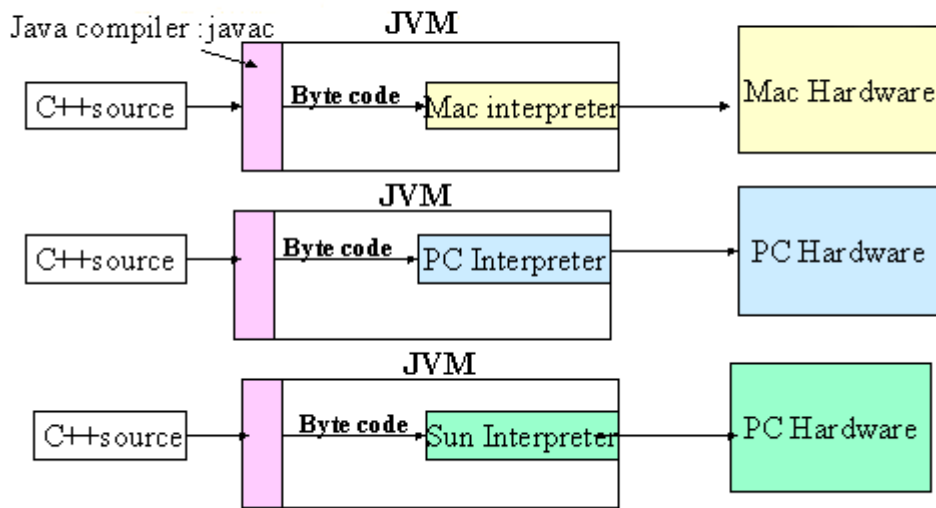 Java compiler :javac
JVM
C++source
Byte code
Mac interpreter
Mac Hardware
JVM
C++source
Byte code
PC Interpreter
PC Hardware
JVM
C++source
Byte code
Sun Interpreter
PC Hardware